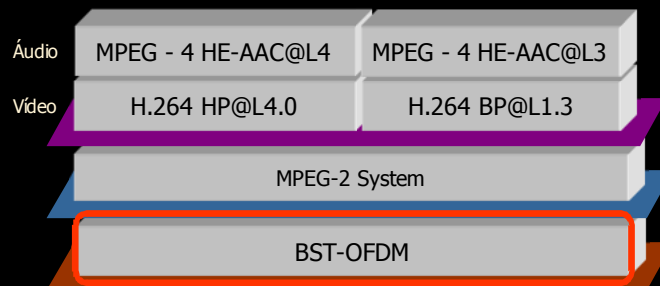 Áudio MPEG - 4 HE-AAC@L4 MPEG - 4 HE-AAC@L3
Vídeo H.264 HP@L4.0 H.264 BP@L1.3
MPEG-2 System
BST-OFDM